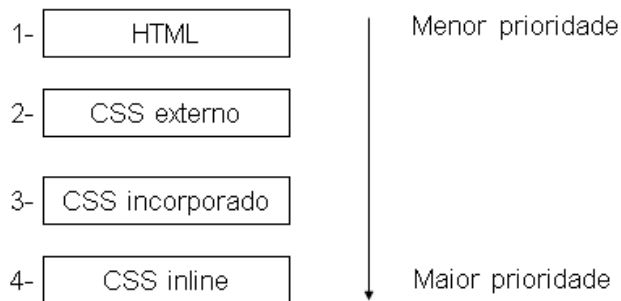 1- HTML
Menor prioridade
2- CSS externo
3- CSS incorporado
4- CSS inline
Maior prioridade